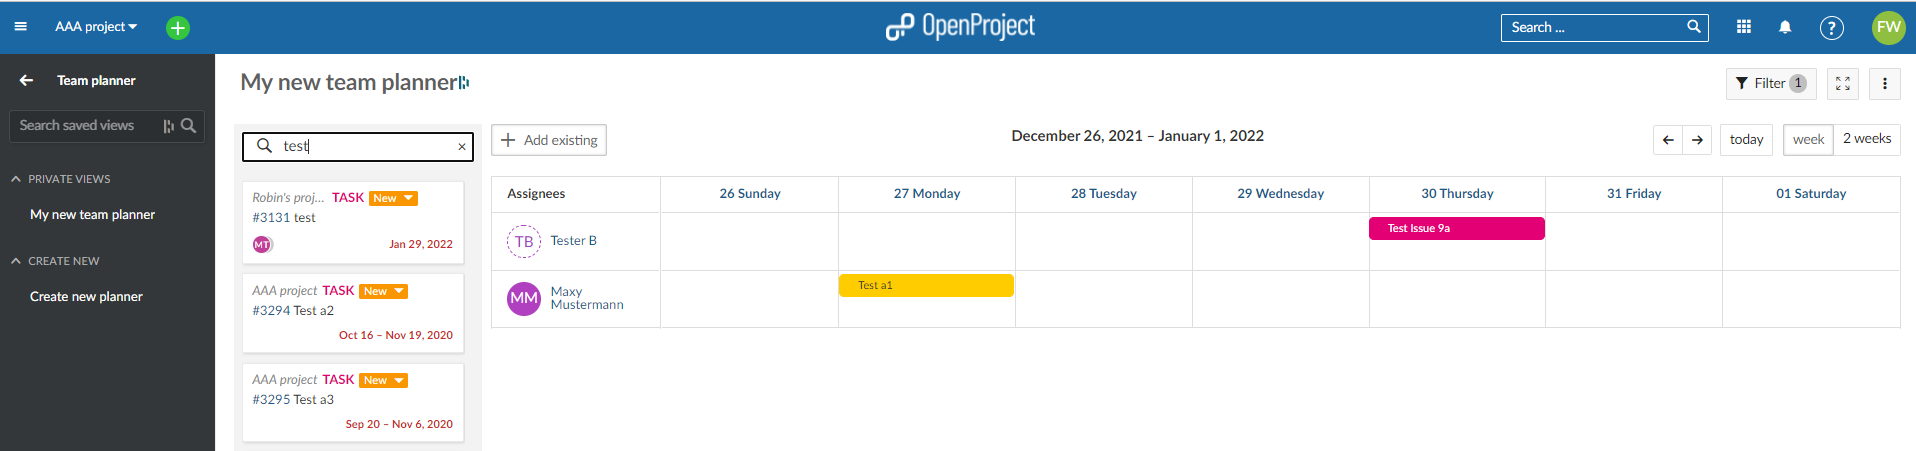 AAA project
OpenProject
Search ...
?
FW
Team planner
Search saved views
PRIVATE VIEWS
My new team planner
CREATE NEW
Create new planner
My new team planner
Filter 1
test
×
Robin's proj... TASK New
#3131 test
MT
Jan 29, 2022
AAA project TASK New
#3294 Test a2
Oct 16 – Nov 19, 2020
AAA project TASK New
#3295 Test a3
Sep 20 – Nov 6, 2020
Add existing
December 26, 2021 – January 1, 2022
today
week
2 weeks
Assignees
26 Sunday
27 Monday
28 Tuesday
29 Wednesday
30 Thursday
31 Friday
01 Saturday
TB
Tester B
Test Issue 9a
MM
Maxy
Mustermann
Test a1